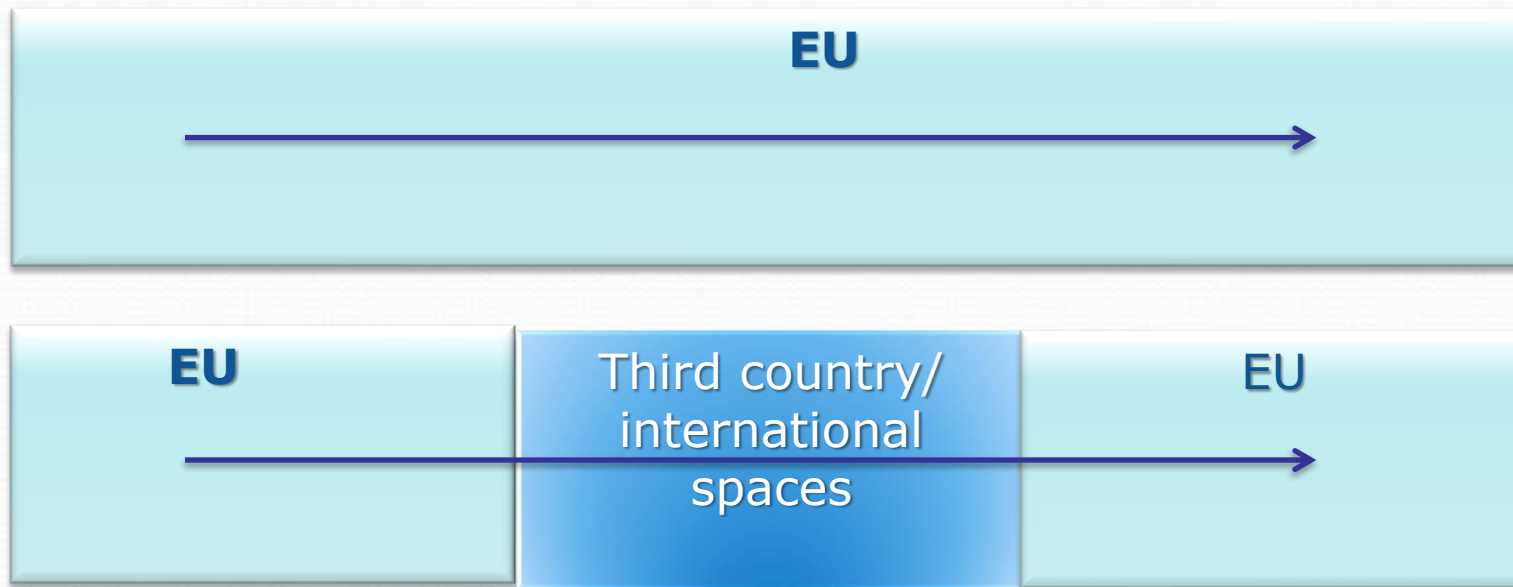 EU
EU
Third country/
international
spaces
EU